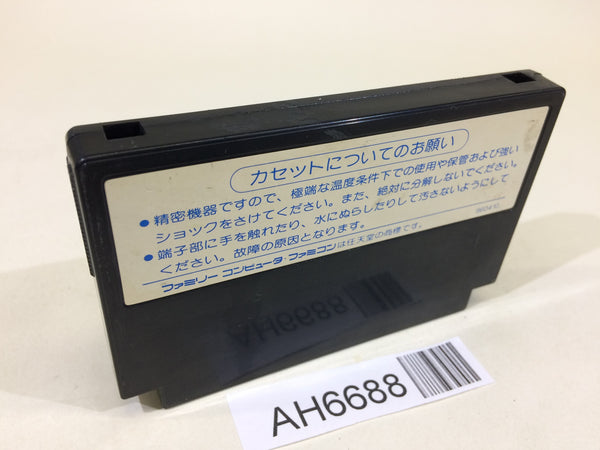 カセットについてのお願い
●精密機器ですので、極端な温度条件下での使用や保管および強い
ショックをさけてください。また、絶対に分解しないでください。
●端子部に手を触れたり、水にぬらしたりして汚さないようにして
ください。故障の原因となります。
ファミリーコンピュータ・ファミコンは任天堂の商標です。
AH6688